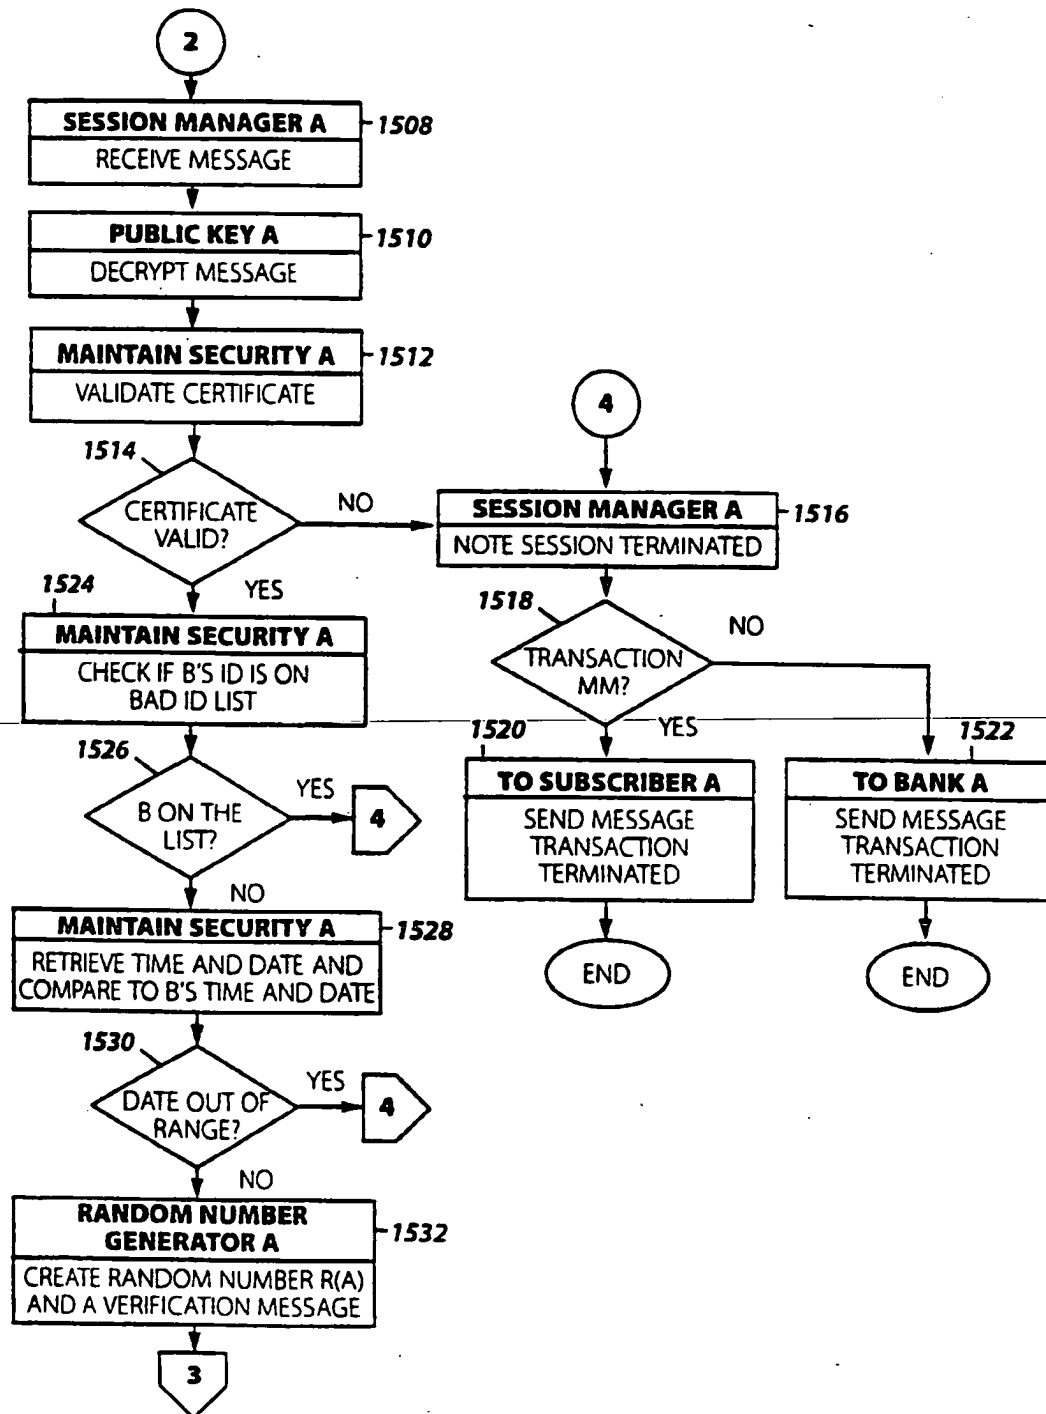 2
SESSION MANAGER A
1508
RECEIVE MESSAGE
PUBLIC KEY A
1510
DECRYPT MESSAGE
MAINTAIN SECURITY A
1512
VALIDATE CERTIFICATE
1514
CERTIFICATE
VALID?
NO
YES
4
SESSION MANAGER A
1516
NOTE SESSION TERMINATED
1518
TRANSACTION
MM?
NO
YES
1524
MAINTAIN SECURITY A
CHECK IF B'S ID IS ON
BAD ID LIST
1526
B ON THE
LIST?
YES
4
NO
1520
TO SUBSCRIBER A
SEND MESSAGE
TRANSACTION
TERMINATED
END
1522
TO BANK A
SEND MESSAGE
TRANSACTION
TERMINATED
END
MAINTAIN SECURITY A
1528
RETRIEVE TIME AND DATE AND
COMPARE TO B'S TIME AND DATE
1530
DATE OUT OF
RANGE?
YES
4
NO
RANDOM NUMBER
GENERATOR A
1532
CREATE RANDOM NUMBER R(A)
AND A VERIFICATION MESSAGE
3